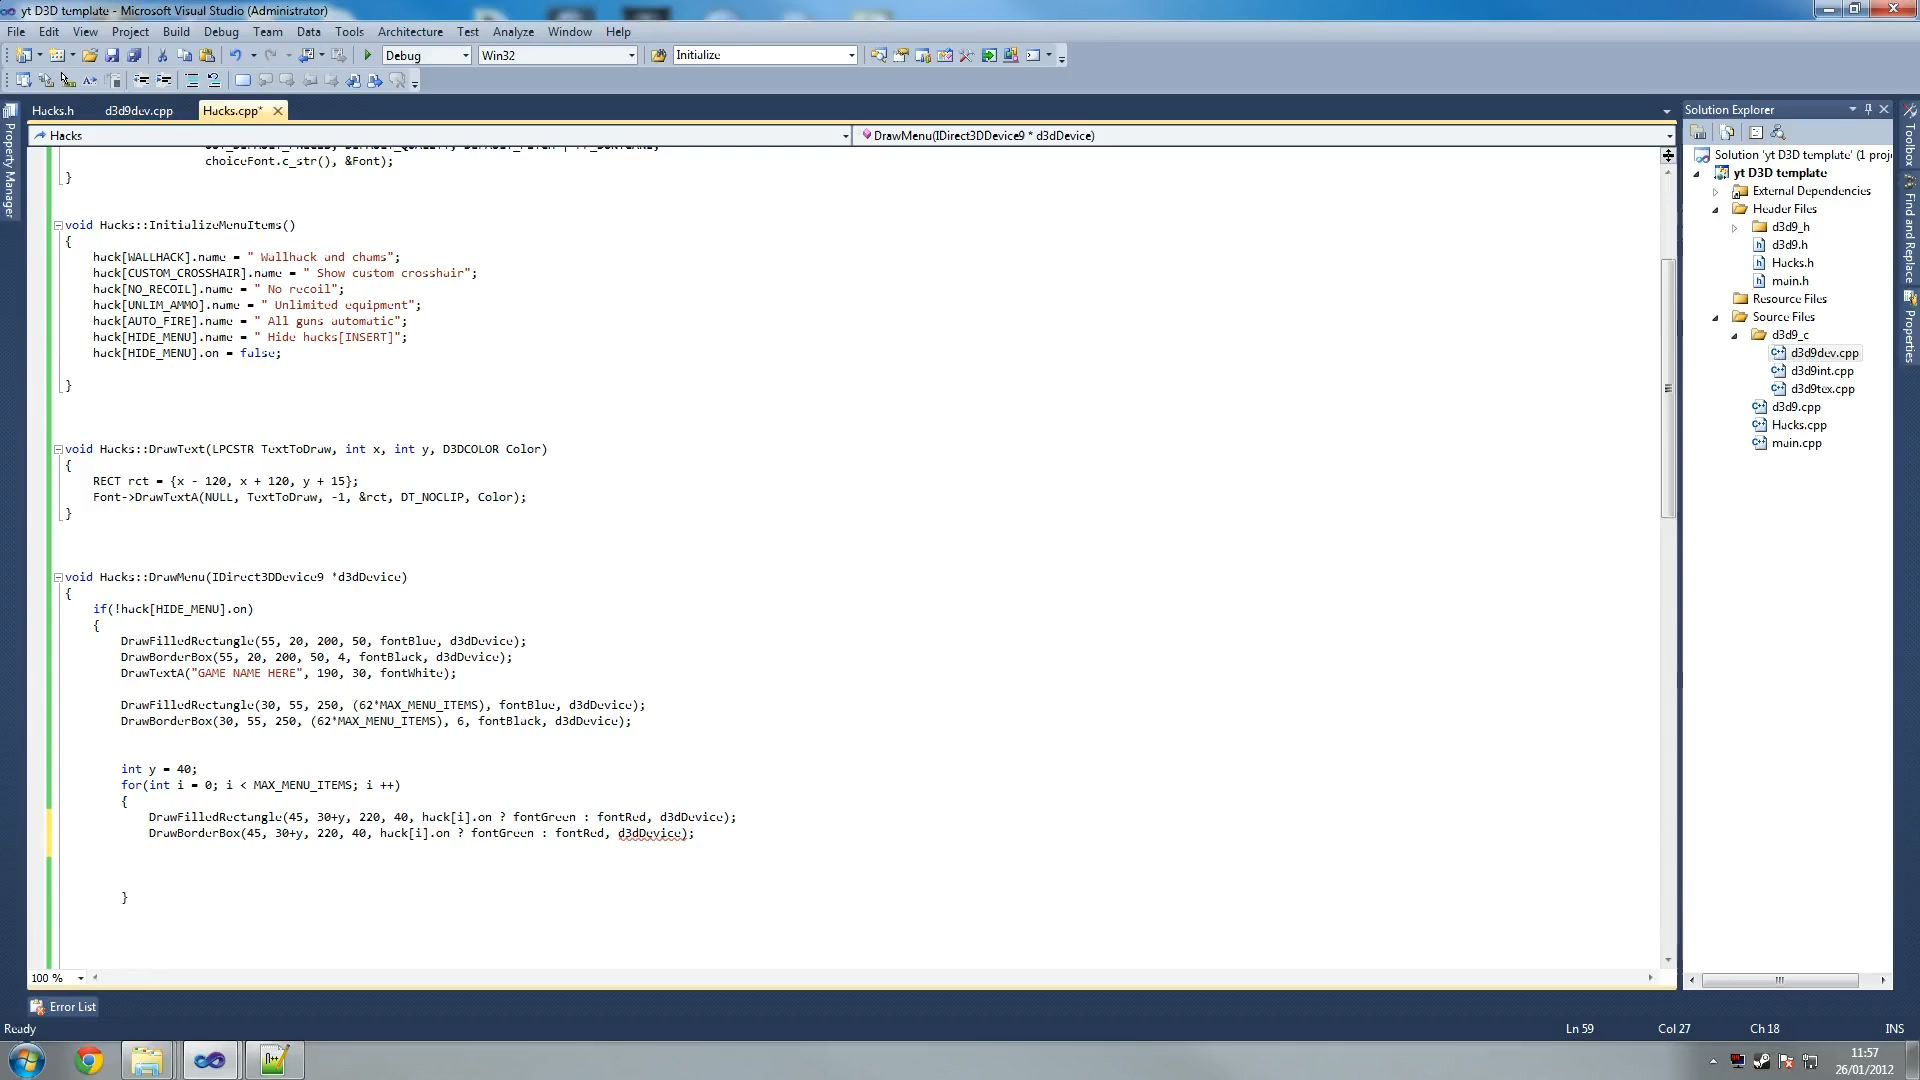 yt D3D template - Microsoft Visual Studio (Administrator)
File Edit View Project Build Debug Team Data Tools Architecture Test Analyze Window Help
Debug Win32 Initialize
Hacks.h d3d9dev.cpp Hacks.cpp*
Hacks DrawMenu(IDirect3DDevice9 * d3dDevice)
choiceFont.c_str(), &Font);
}
void Hacks::InitializeMenuItems()
{
hack[WALLHACK].name = " Wallhack and chams";
hack[CUSTOM_CROSSHAIR].name = " Show custom crosshair";
hack[NO_RECOIL].name = " No recoil";
hack[UNLIM_AMMO].name = " Unlimited equipment";
hack[AUTO_FIRE].name = " All guns automatic";
hack[HIDE_MENU].name = " Hide hacks[INSERT]";
hack[HIDE_MENU].on = false;
}
void Hacks::DrawText(LPCSTR TextToDraw, int x, int y, D3DCOLOR Color)
{
RECT rct = {x - 120, x + 120, y + 15};
Font->DrawTextA(NULL, TextToDraw, -1, &rct, DT_NOCLIP, Color);
}
void Hacks::DrawMenu(IDirect3DDevice9 *d3dDevice)
{
if(!hack[HIDE_MENU].on)
{
DrawFilledRectangle(55, 20, 200, 50, fontBlue, d3dDevice);
DrawBorderBox(55, 20, 200, 50, 4, fontBlack, d3dDevice);
DrawTextA("GAME NAME HERE", 190, 30, fontWhite);
DrawFilledRectangle(30, 55, 250, (62*MAX_MENU_ITEMS), fontBlue, d3dDevice);
DrawBorderBox(30, 55, 250, (62*MAX_MENU_ITEMS), 6, fontBlack, d3dDevice);
int y = 40;
for(int i = 0; i < MAX_MENU_ITEMS; i ++)
{
DrawFilledRectangle(45, 30+y, 220, 40, hack[i].on ? fontGreen : fontRed, d3dDevice);
DrawBorderBox(45, 30+y, 220, 40, hack[i].on ? fontGreen : fontRed, d3dDevice);
}
100 %
Error List
Ready Ln 59 Col 27 Ch 18 INS
Property Manager
Solution Explorer
Solution 'yt D3D template' (1 proj
yt D3D template
External Dependencies
Header Files
d3d9_h
d3d9.h
Hacks.h
main.h
Resource Files
Source Files
d3d9_c
d3d9dev.cpp
d3d9int.cpp
d3d9tex.cpp
d3d9.cpp
Hacks.cpp
main.cpp
Toolbox
Find and Replace
Properties
11:57
26/01/2012